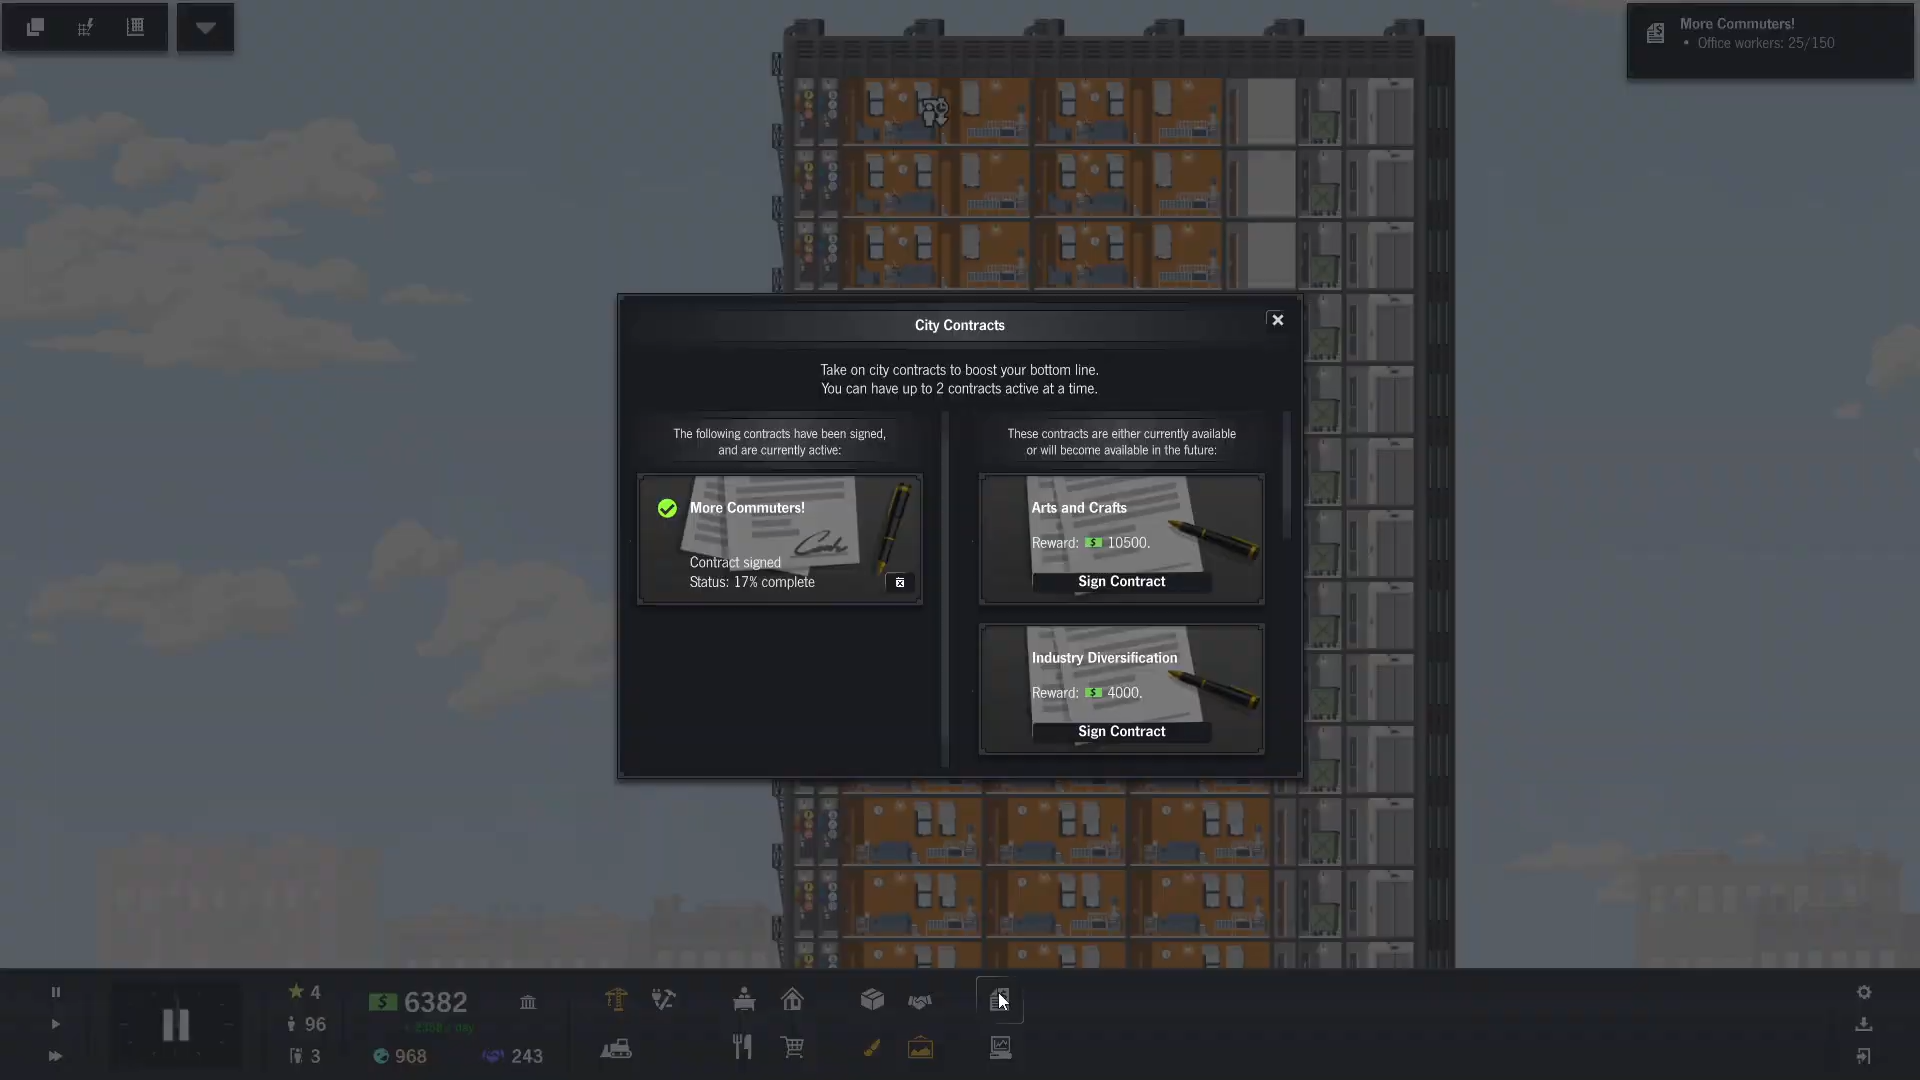 More Commuters!
• Office workers: 25/150
City Contracts
Take on city contracts to boost your bottom line.
You can have up to 2 contracts active at a time.
The following contracts have been signed,
and are currently active:
More Commuters!
Contract signed
Status: 17% complete
These contracts are either currently available
or will become available in the future:
Arts and Crafts
Reward: $ 10500.
Sign Contract
Industry Diversification
Reward: $ 4000.
Sign Contract
4
96
3
$ 6382
968
243